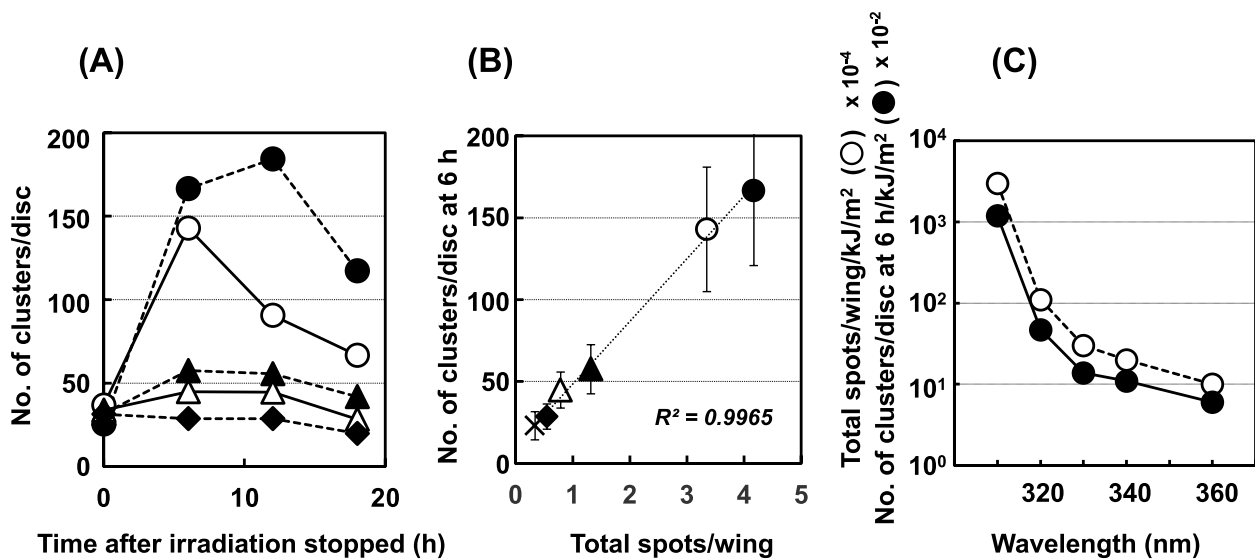 (A)
No. of clusters/disc
200
150
100
50
0
0
10
20
Time after irradiation stopped (h)
(B)
No. of clusters/disc at 6 h
200
150
100
50
0
R² = 0.9965
0
1
2
3
4
5
Total spots/wing
(C)
Total spots/wing/kJ/m² (○) x 10⁻⁴
No. of clusters/disc at 6 h/kJ/m² (●) x 10⁻²
10⁴
10³
10²
10¹
10⁰
320
340
360
Wavelength (nm)